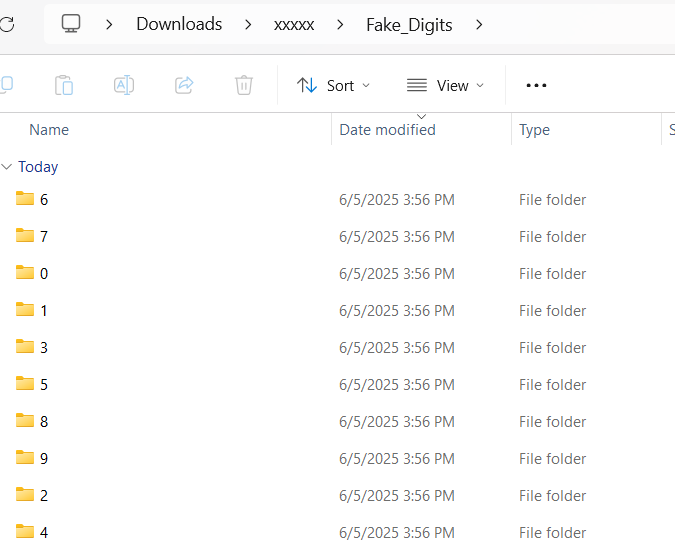 Downloads > xxxxx > Fake_Digits >
Sort View
Name Date modified Type S
Today
6 6/5/2025 3:56 PM File folder
7 6/5/2025 3:56 PM File folder
0 6/5/2025 3:56 PM File folder
1 6/5/2025 3:56 PM File folder
3 6/5/2025 3:56 PM File folder
5 6/5/2025 3:56 PM File folder
8 6/5/2025 3:56 PM File folder
9 6/5/2025 3:56 PM File folder
2 6/5/2025 3:56 PM File folder
4 6/5/2025 3:56 PM File folder